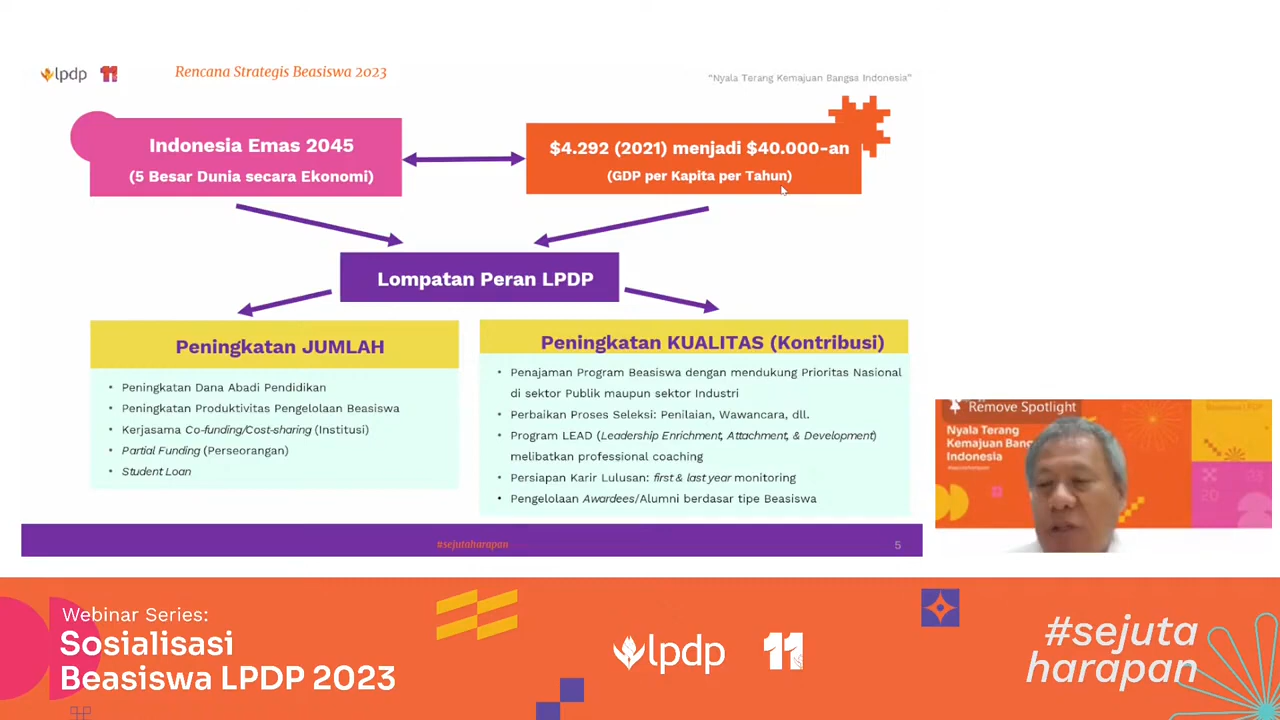 lpdp 11
Rencana Strategis Beasiswa 2023
"Nyala Terang Kemajuan Bangsa Indonesia"
Indonesia Emas 2045
(5 Besar Dunia secara Ekonomi)
$4.292 (2021) menjadi $40.000-an
(GDP per Kapita per Tahun)
Lompatan Peran LPDP
Peningkatan JUMLAH
• Peningkatan Dana Abadi Pendidikan
• Peningkatan Produktivitas Pengelolaan Beasiswa
• Kerjasama Co-funding/Cost-sharing (Institusi)
• Partial Funding (Perseorangan)
• Student Loan
Peningkatan KUALITAS (Kontribusi)
• Penajaman Program Beasiswa dengan mendukung Prioritas Nasional
di sektor Publik maupun sektor Industri
• Perbaikan Proses Seleksi: Penilaian, Wawancara, dll.
• Program LEAD (Leadership Enrichment, Attachment, & Development)
melibatkan professional coaching
• Persiapan Karir Lulusan: first & last year monitoring
• Pengelolaan Awardees/Alumni berdasar tipe Beasiswa
#sejutaharapan
5
Remove Spotlight
Nyala Terang
Kemajuan Bang
Indonesia
Webinar Series:
Sosialisasi
Beasiswa LPDP 2023
lpdp 11
#sejuta
harapan